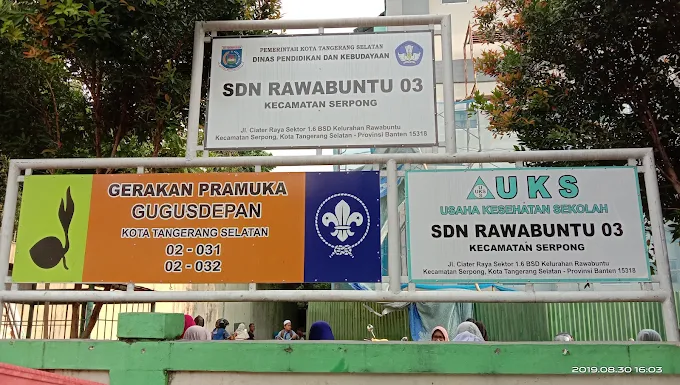 PEMERINTAH KOTA TANGERANG SELATAN
DINAS PENDIDIKAN DAN KEBUDAYAAN
SDN RAWABUNTU 03
KECAMATAN SERPONG
Jl. Ciater Raya Sektor 1.6 BSD Kelurahan Rawabuntu
Kecamatan Serpong, Kota Tangerang Selatan - Provinsi Banten 15318
GERAKAN PRAMUKA
GUGUSDEPAN
KOTA TANGERANG SELATAN
02 - 031
02 - 032
UKS
UKS
USAHA KESEHATAN SEKOLAH
SDN RAWABUNTU 03
KECAMATAN SERPONG
Jl. Ciater Raya Sektor 1.6 BSD Kelurahan Rawabuntu
Kecamatan Serpong, Kota Tangerang Selatan - Provinsi Banten 15318
2019.08.30 16:03